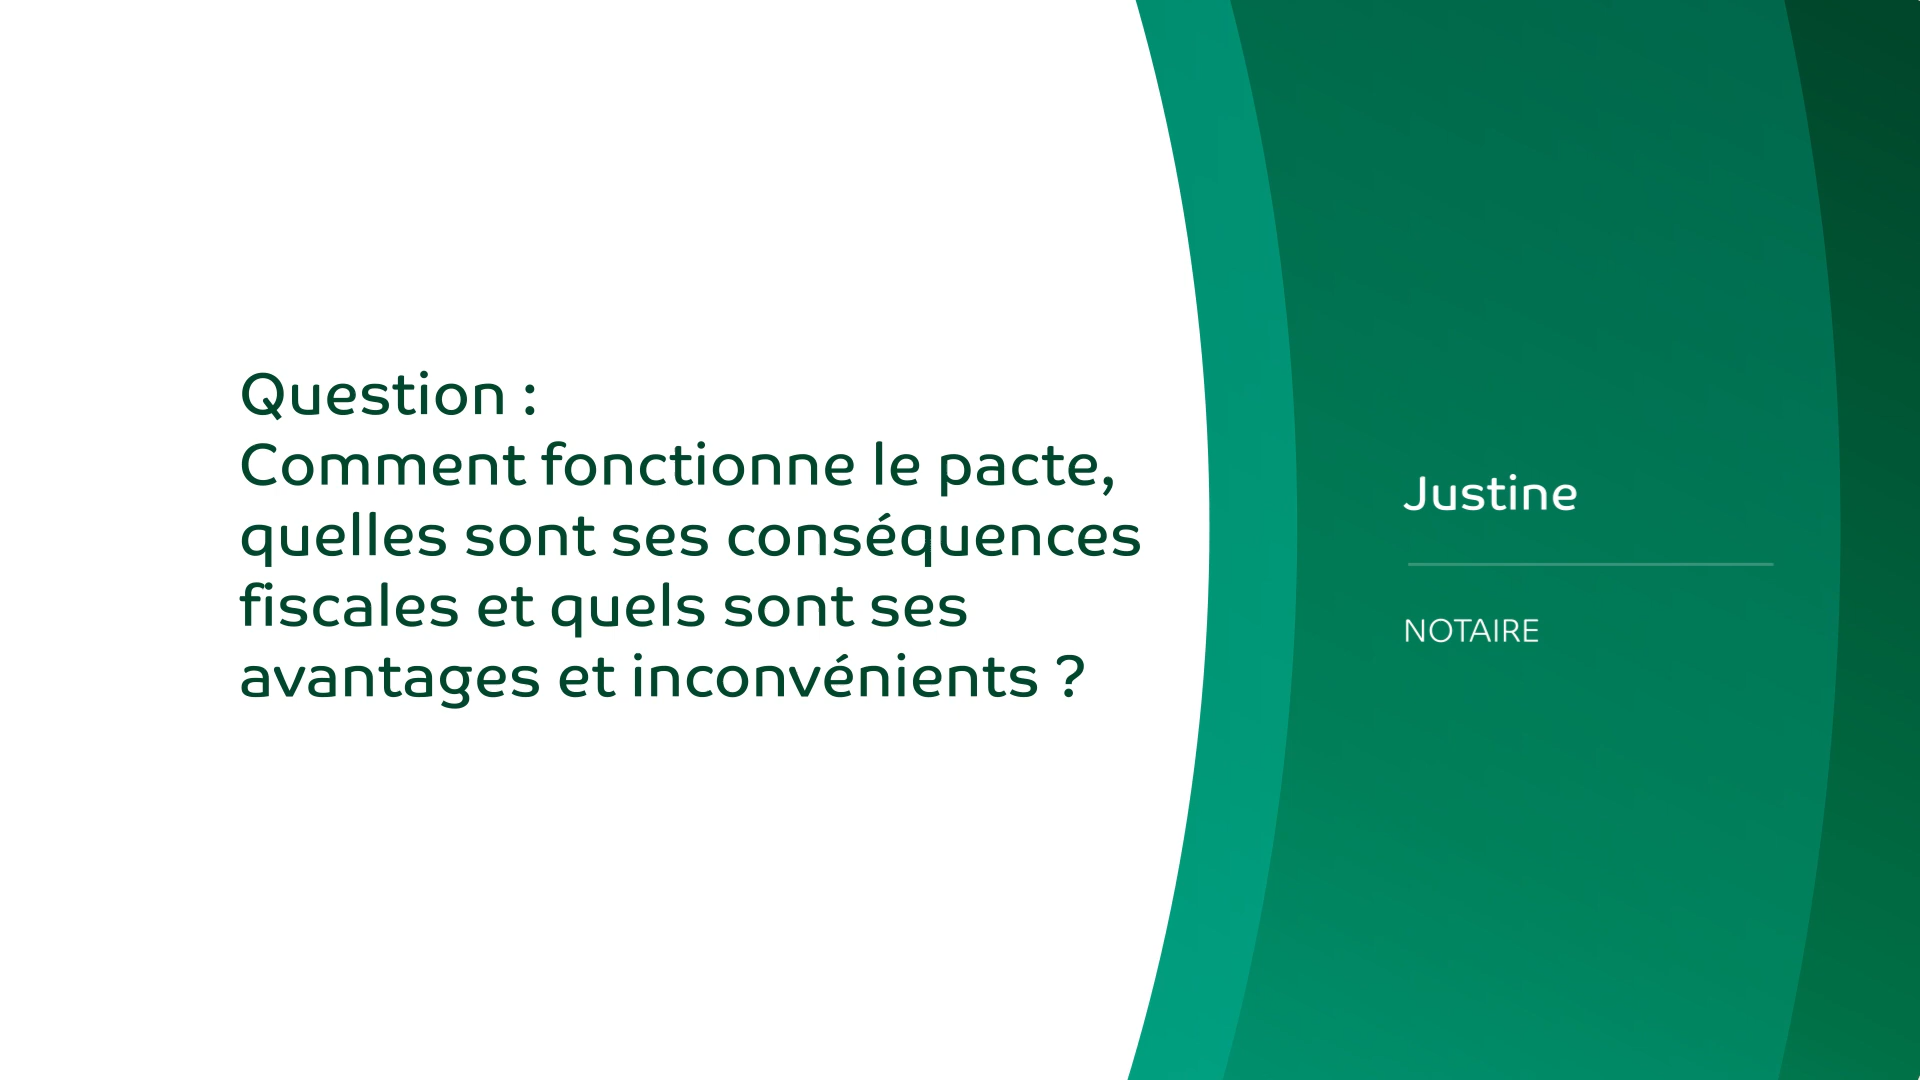 Question :
Comment fonctionne le pacte,
quelles sont ses conséquences
fiscales et quels sont ses
avantages et inconvénients ?
Justine
NOTAIRE